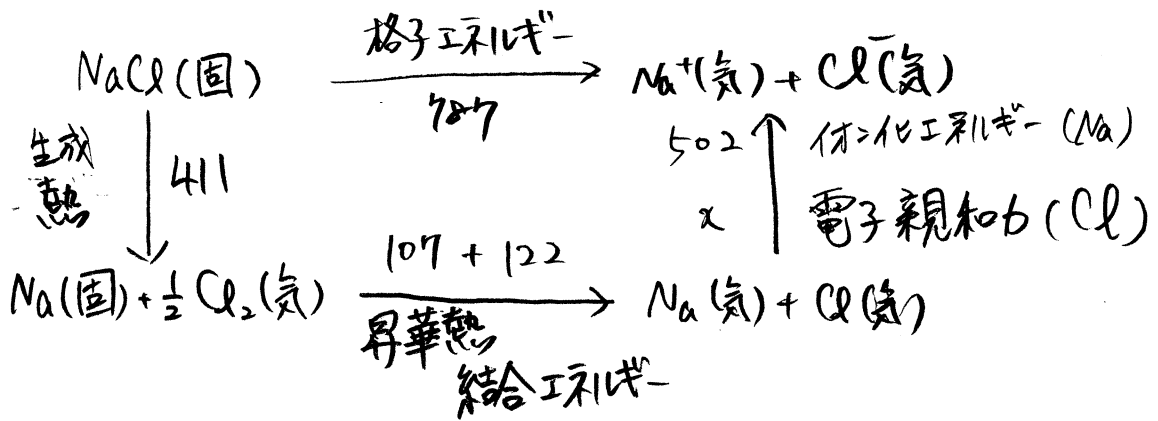 格子エネルギー
NaCl(固) Na⁺(気) + Cl⁻(気)
787
生成熱 411
502 イオン化エネルギー (Na)
x 電子親和力 (Cl)
107 + 122
Na(固) + 1/2 Cl₂(気) Na(気) + Cl(気)
昇華熱
結合エネルギー